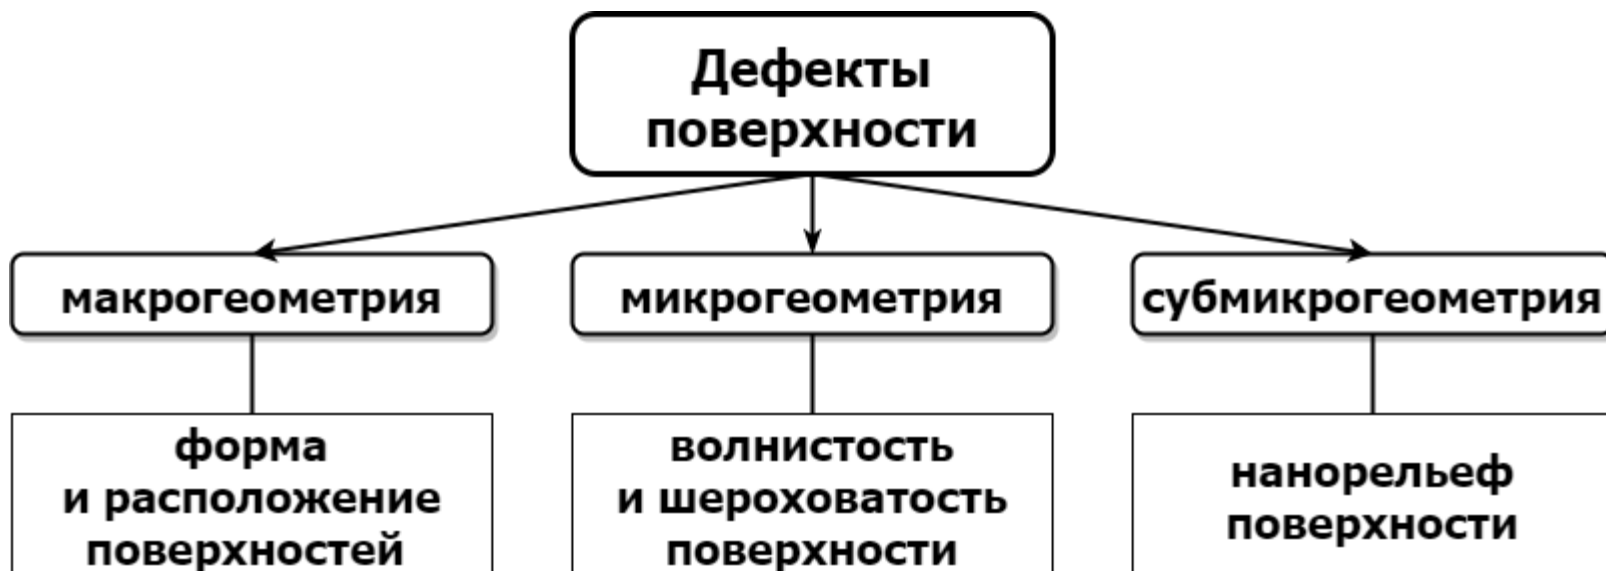 Дефекты
поверхности
макрогеометрия
микрогеометрия
субмикрогеометрия
форма
и расположение
поверхностей
волнистость
и шероховатость
поверхности
нанорельеф
поверхности